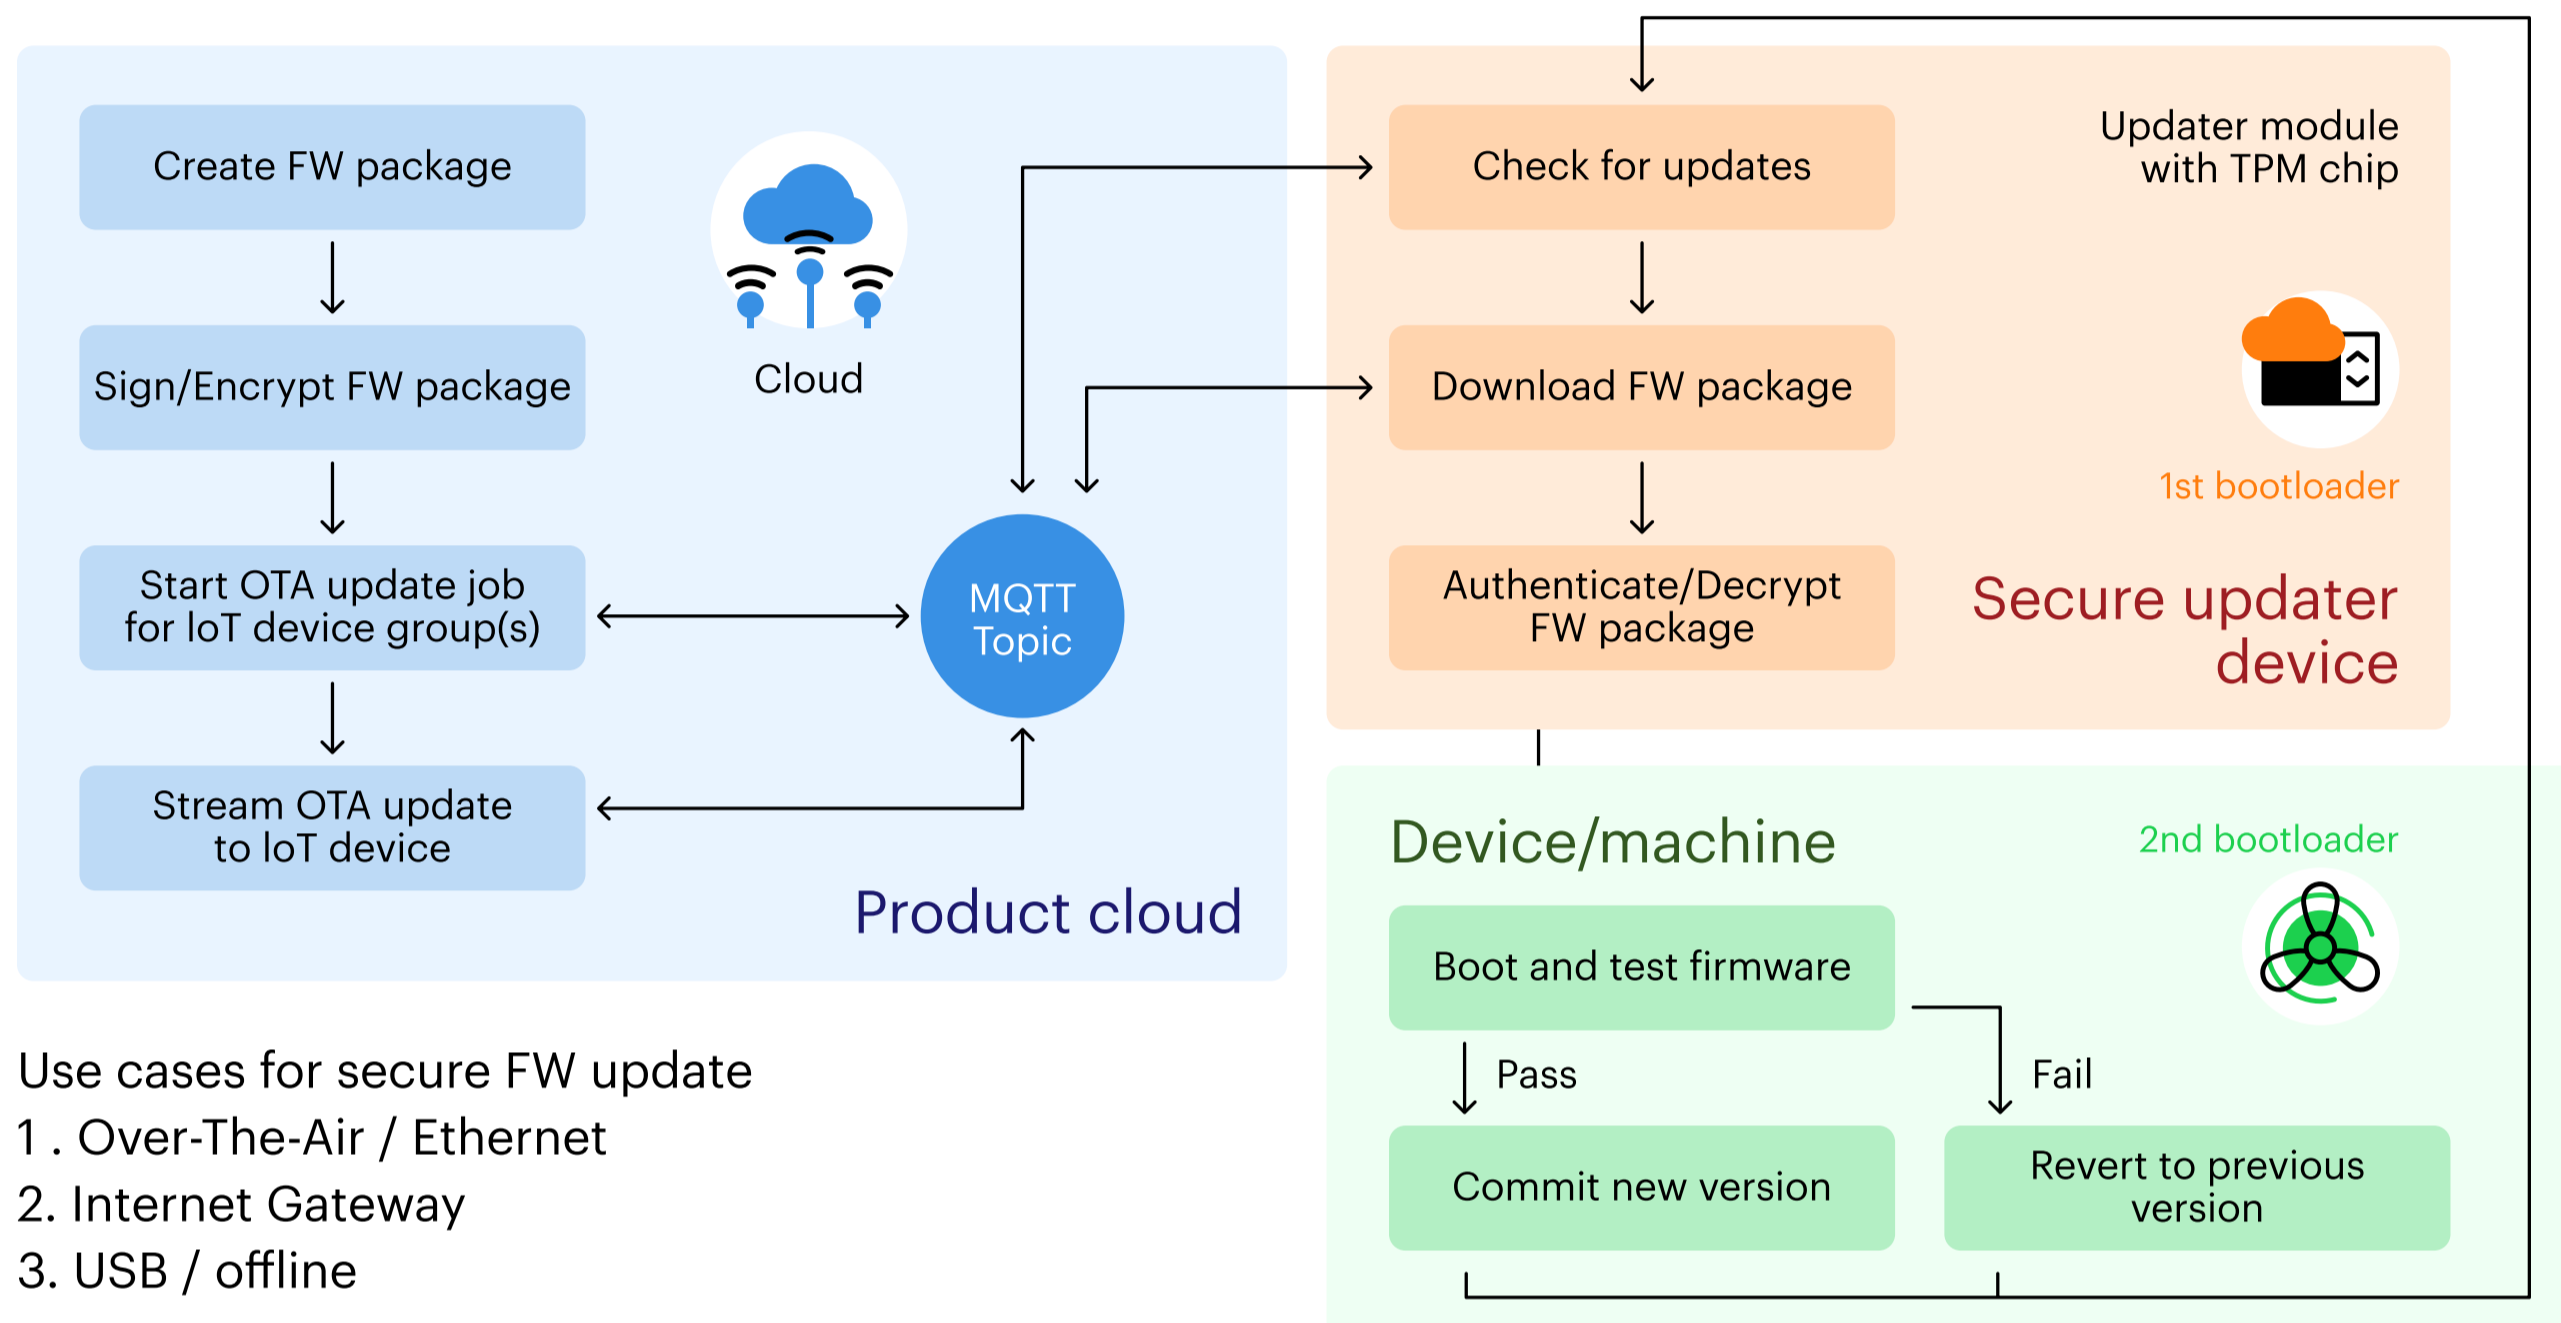 Create FW package
Sign/Encrypt FW package
Start OTA update job
for IoT device group(s)
Stream OTA update
to IoT device
Cloud
MQTT
Topic
Product cloud
Check for updates
Download FW package
Authenticate/Decrypt
FW package
Updater module
with TPM chip
1st bootloader
Secure updater
device
Device/machine
2nd bootloader
Boot and test firmware
Pass
Fail
Commit new version
Revert to previous
version
Use cases for secure FW update
1 . Over-The-Air / Ethernet
2. Internet Gateway
3. USB / offline